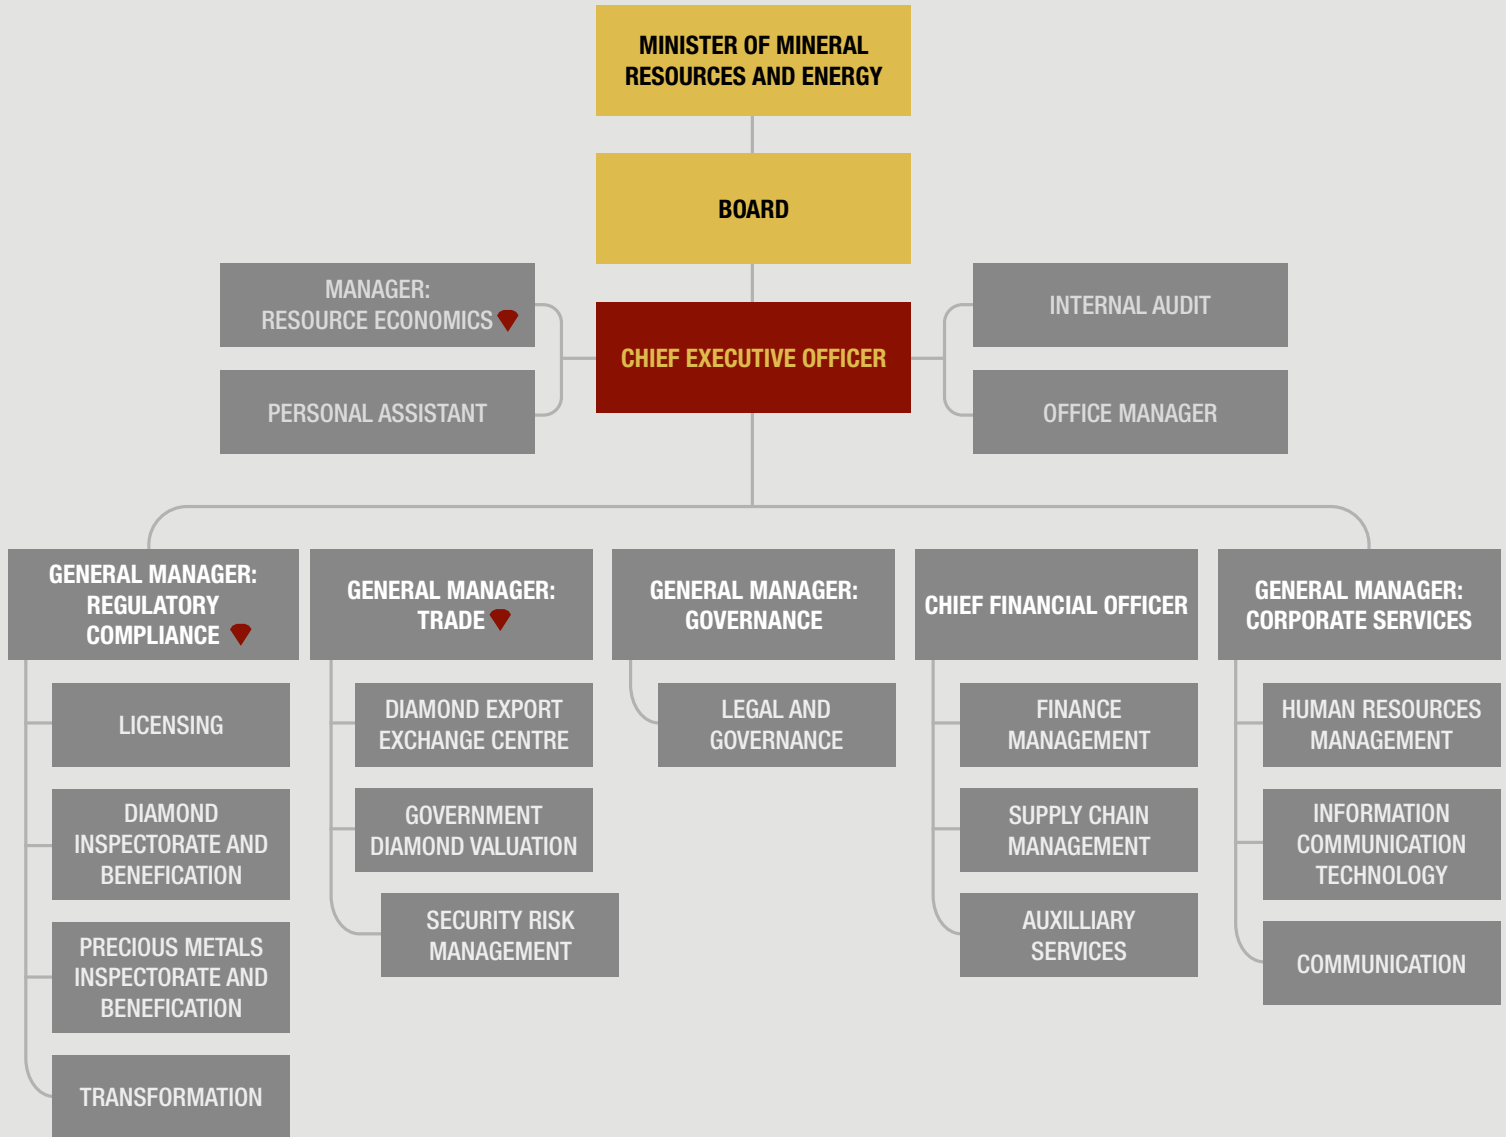 MINISTER OF MINERAL
RESOURCES AND ENERGY
BOARD
MANAGER:
RESOURCE ECONOMICS
PERSONAL ASSISTANT
CHIEF EXECUTIVE OFFICER
INTERNAL AUDIT
OFFICE MANAGER
GENERAL MANAGER:
REGULATORY
COMPLIANCE
LICENSING
DIAMOND
INSPECTORATE AND
BENEFICATION
PRECIOUS METALS
INSPECTORATE AND
BENEFICATION
TRANSFORMATION
GENERAL MANAGER:
TRADE
DIAMOND EXPORT
EXCHANGE CENTRE
GOVERNMENT
DIAMOND VALUATION
SECURITY RISK
MANAGEMENT
GENERAL MANAGER:
GOVERNANCE
LEGAL AND
GOVERNANCE
CHIEF FINANCIAL OFFICER
FINANCE
MANAGEMENT
SUPPLY CHAIN
MANAGEMENT
AUXILLIARY
SERVICES
GENERAL MANAGER:
CORPORATE SERVICES
HUMAN RESOURCES
MANAGEMENT
INFORMATION
COMMUNICATION
TECHNOLOGY
COMMUNICATION